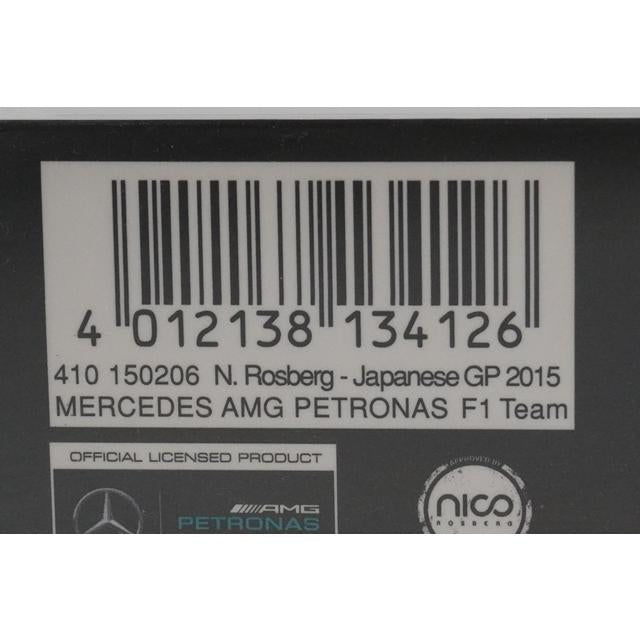 4 012138 134126
410 150206 N. Rosberg - Japanese GP 2015
MERCEDES AMG PETRONAS F1 Team
OFFICIAL LICENSED PRODUCT
AMG
PETRONAS
APPROVED BY
nico
ROSBERG